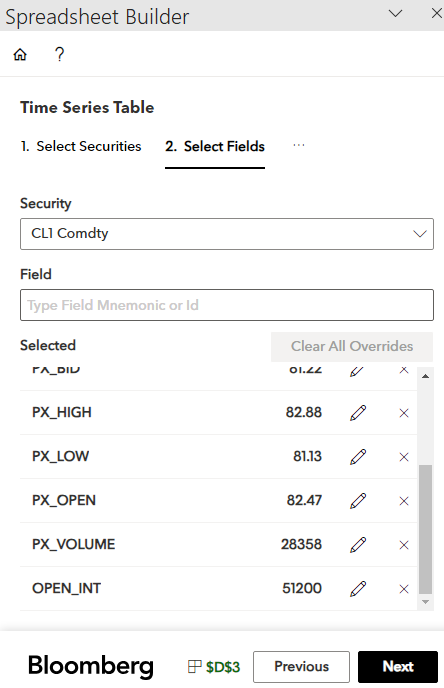 Spreadsheet Builder
?
Time Series Table
1. Select Securities 2. Select Fields ...
Security
CL1 Comdty
Field
Type Field Mnemonic or Id
Selected Clear All Overrides
PX_BID 81.22
PX_HIGH 82.88
PX_LOW 81.13
PX_OPEN 82.47
PX_VOLUME 28358
OPEN_INT 51200
Bloomberg $D$3 Previous Next